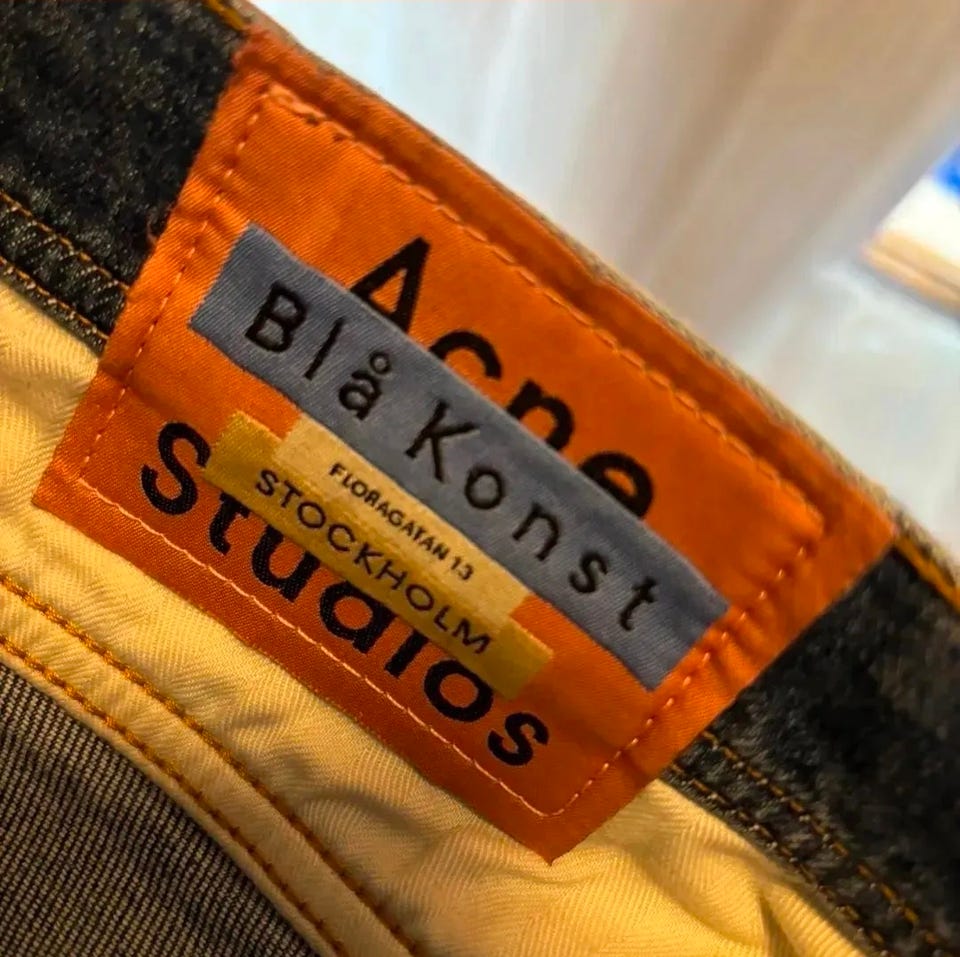 Acne
Blå Konst
FLORAGATAN 13
STOCKHOLM
Studios